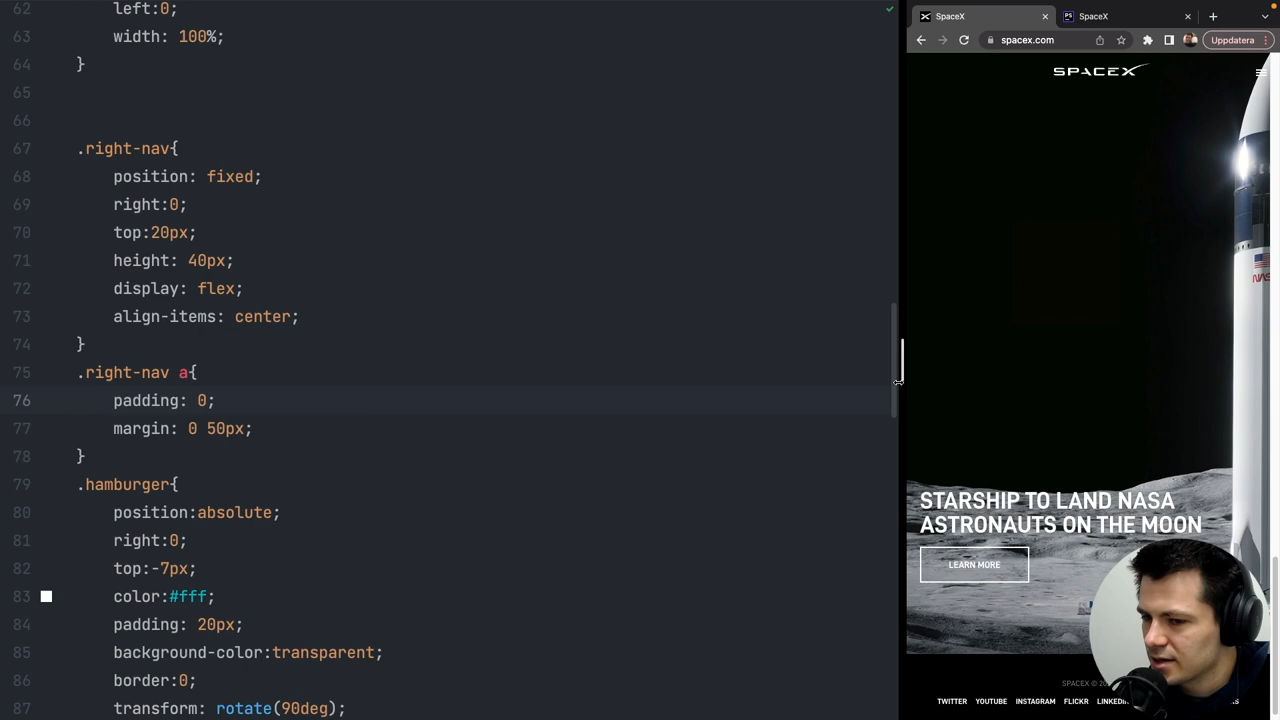 62 left:0;
63 width: 100%;
64 }
65
66
67 .right-nav{
68 position: fixed;
69 right:0;
70 top:20px;
71 height: 40px;
72 display: flex;
73 align-items: center;
74 }
75 .right-nav a{
76 padding: 0;
77 margin: 0 50px;
78 }
79 .hamburger{
80 position:absolute;
81 right:0;
82 top:-7px;
83 color:#fff;
84 padding: 20px;
85 background-color:transparent;
86 border:0;
87 transform: rotate(90deg);
SpaceX
PS SpaceX
spacex.com
Uppdatera
SPACEX
NAS
STARSHIP TO LAND NASA
ASTRONAUTS ON THE MOON
LEARN MORE
SPACEX ©
TWITTER YOUTUBE INSTAGRAM FLICKR